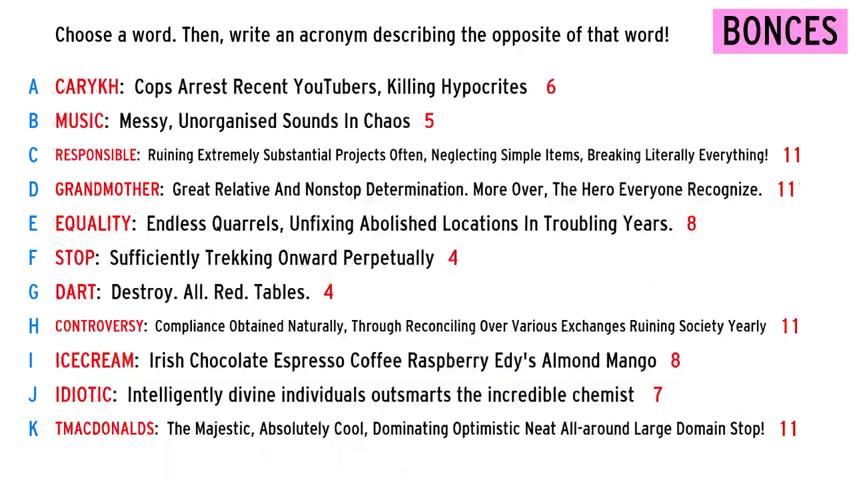 Choose a word. Then, write an acronym describing the opposite of that word!
BONCES
A CARYKH: Cops Arrest Recent YouTubers, Killing Hypocrites 6
B MUSIC: Messy, Unorganised Sounds In Chaos 5
C RESPONSIBLE: Ruining Extremely Substantial Projects Often, Neglecting Simple Items, Breaking Literally Everything! 11
D GRANDMOTHER: Great Relative And Nonstop Determination. More Over, The Hero Everyone Recognize. 11
E EQUALITY: Endless Quarrels, Unfixing Abolished Locations In Troubling Years. 8
F STOP: Sufficiently Trekking Onward Perpetually 4
G DART: Destroy. All. Red. Tables. 4
H CONTROVERSY: Compliance Obtained Naturally, Through Reconciling Over Various Exchanges Ruining Society Yearly 11
I ICECREAM: Irish Chocolate Espresso Coffee Raspberry Edy's Almond Mango 8
J IDIOTIC: Intelligently divine individuals outsmarts the incredible chemist 7
K TMACDONALDS: The Majestic, Absolutely Cool, Dominating Optimistic Neat All-around Large Domain Stop! 11